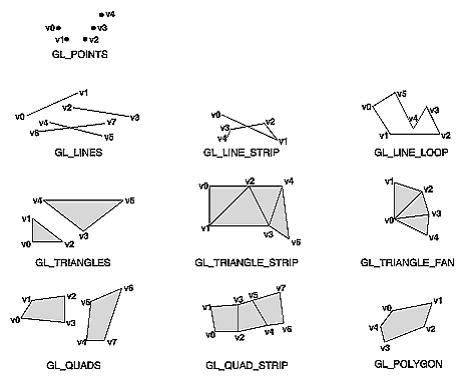 v4
v0 v3
v1 v2
GL_POINTS
v1
v2
v0 v3
v4 v7
v6 v5
GL_LINES
v0 v2
v3
v4 v1
GL_LINE_STRIP
v5
v0 v3
v4
v1 v2
GL_LINE_LOOP
v4 v5
v1
v3
v0 v2
GL_TRIANGLES
v0 v2 v4
v1 v3
v5
GL_TRIANGLE_STRIP
v1
v2
v0 v3
v4
GL_TRIANGLE_FAN
v6
v1 v2 v5
v0 v3
v4 v7
GL_QUADS
v7
v1 v3 v5
v0 v2 v4 v6
GL_QUAD_STRIP
v0 v1
v4 v2
v3
GL_POLYGON